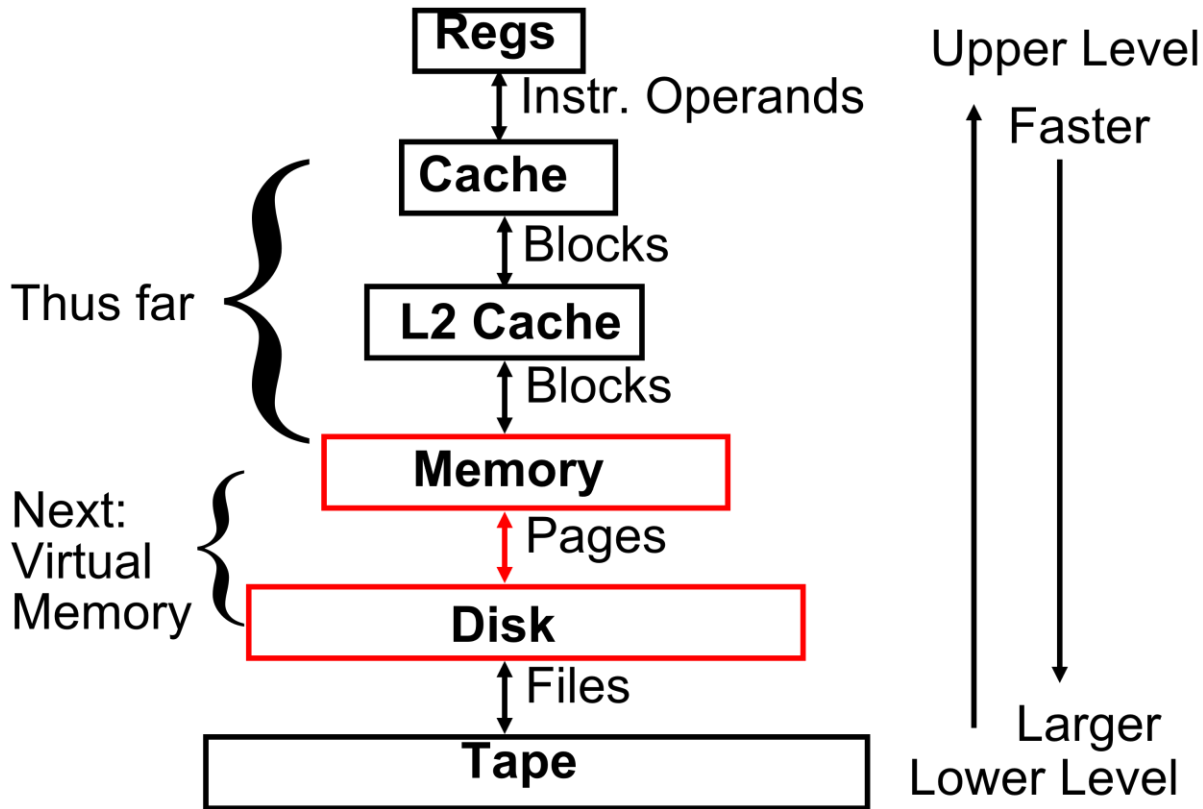 Regs
Upper Level
Instr. Operands
Faster
Cache
Blocks
Thus far
L2 Cache
Blocks
Memory
Next:
Virtual
Memory
Pages
Disk
Files
Larger
Tape
Lower Level